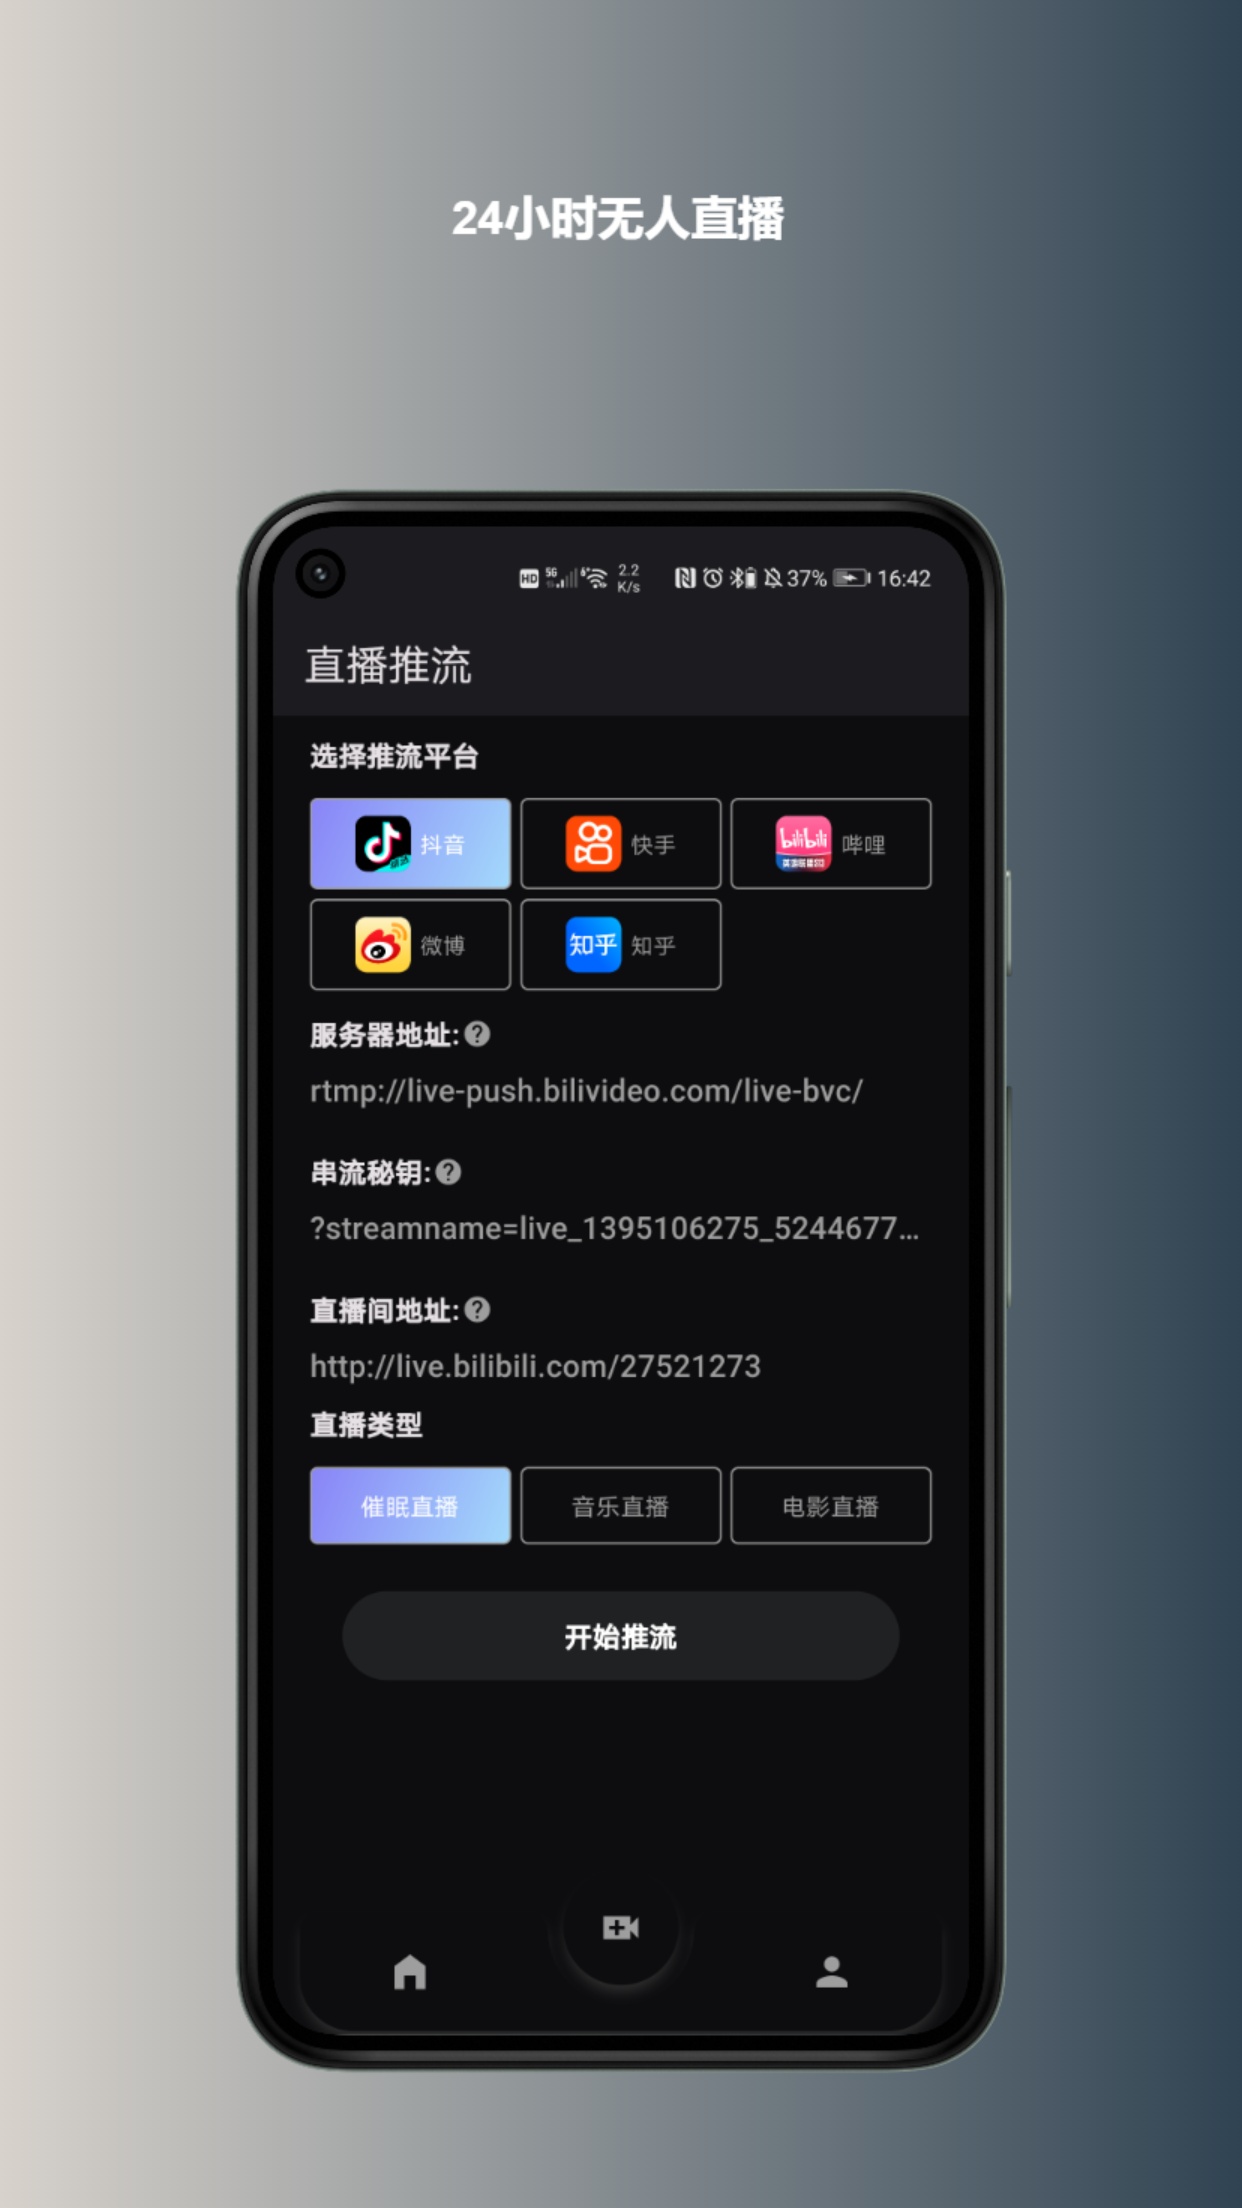 24小时无人直播
HD 5G 6+ 2.2 K/s 37% 16:42
直播推流
选择推流平台
抖音 快手 bilibili 哔哩
微博 知乎 知乎
服务器地址:
rtmp://live-push.bilivideo.com/live-bvc/
串流秘钥:
?streamname=live_1395106275_5244677...
直播间地址:
http://live.bilibili.com/27521273
直播类型
催眠直播 音乐直播 电影直播
开始推流